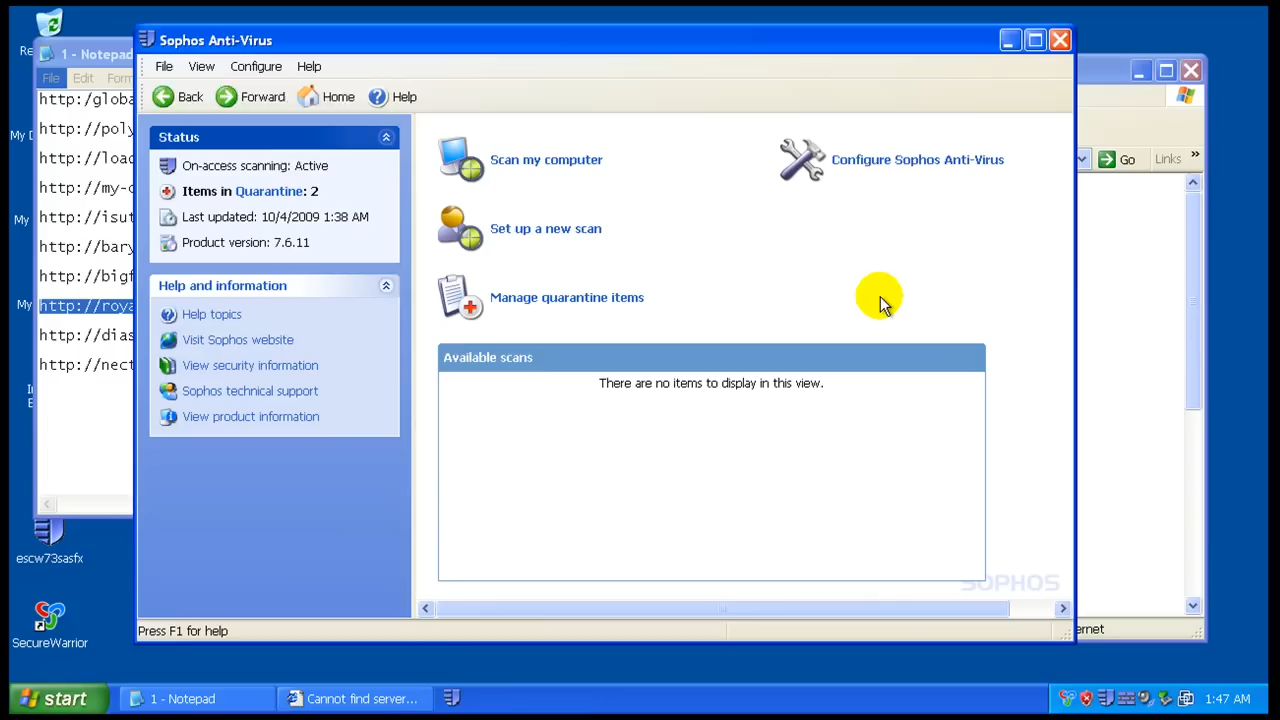 Sophos Anti-Virus
File View Configure Help
Back Forward Home Help
Status
On-access scanning: Active
Items in Quarantine: 2
Last updated: 10/4/2009 1:38 AM
Product version: 7.6.11
Help and information
Help topics
Visit Sophos website
View security information
Sophos technical support
View product information
Scan my computer
Configure Sophos Anti-Virus
Set up a new scan
Manage quarantine items
Available scans
There are no items to display in this view.
SOPHOS
Press F1 for help
1 - Notepad
File Edit Form
http:/globa
http://poly
http://load
http://my-c
http://isut
http://bary
http://bigf
http://roya
http://dias
http://nect
Go Links »
ernet
Re
My D
My
My
In
E
escw73sasfx
SecureWarrior
start
1 - Notepad
Cannot find server...
1:47 AM